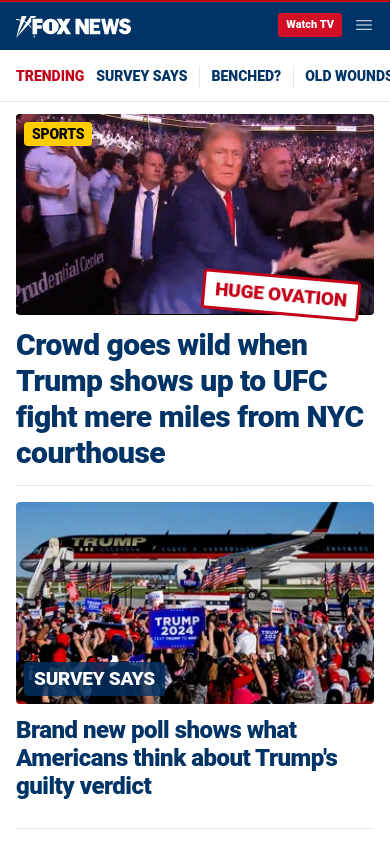 FOX NEWS
Watch TV
TRENDING SURVEY SAYS BENCHED? OLD WOUNDS
SPORTS
Prudential Center
HUGE OVATION
Crowd goes wild when
Trump shows up to UFC
fight mere miles from NYC
courthouse
TRUMP
TRUMP
2024
SURVEY SAYS
Brand new poll shows what
Americans think about Trump's
guilty verdict